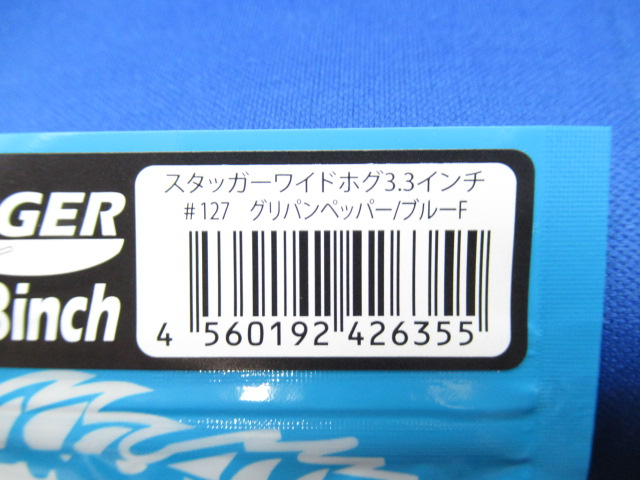 スタッガーワイドホグ3.3インチ
#127 グリパンペッパー/ブルーF
GER
inch
4 560192 426355